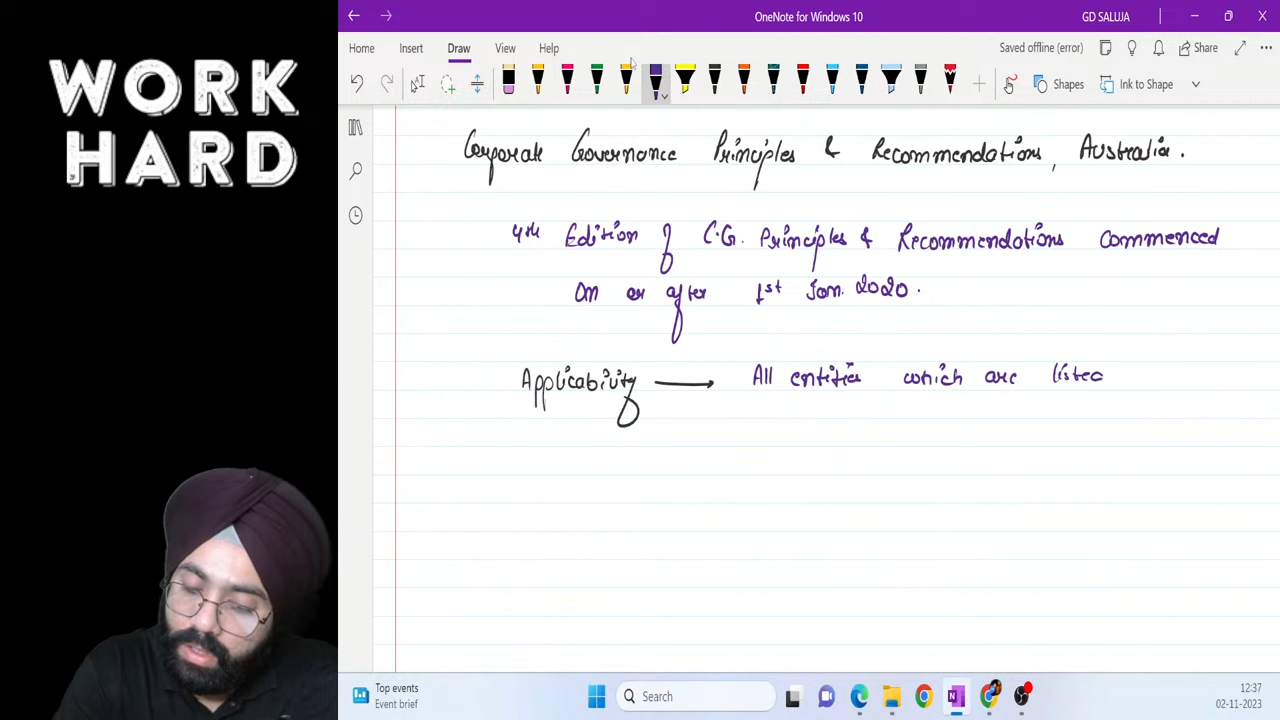 WORK
HARD
OneNote for Windows 10
GD SALUJA
Home Insert Draw View Help
Saved offline (error)
Share
Shapes
Ink to Shape
Corporate Governance Principles & Recommendations, Australia.
4th Edition of C.G. Principles & Recommendations Commenced
On or after 1st Jan. 2020.
Applicability → All entities which are listed
Top events
Event brief
Search
12:37
02-11-2023